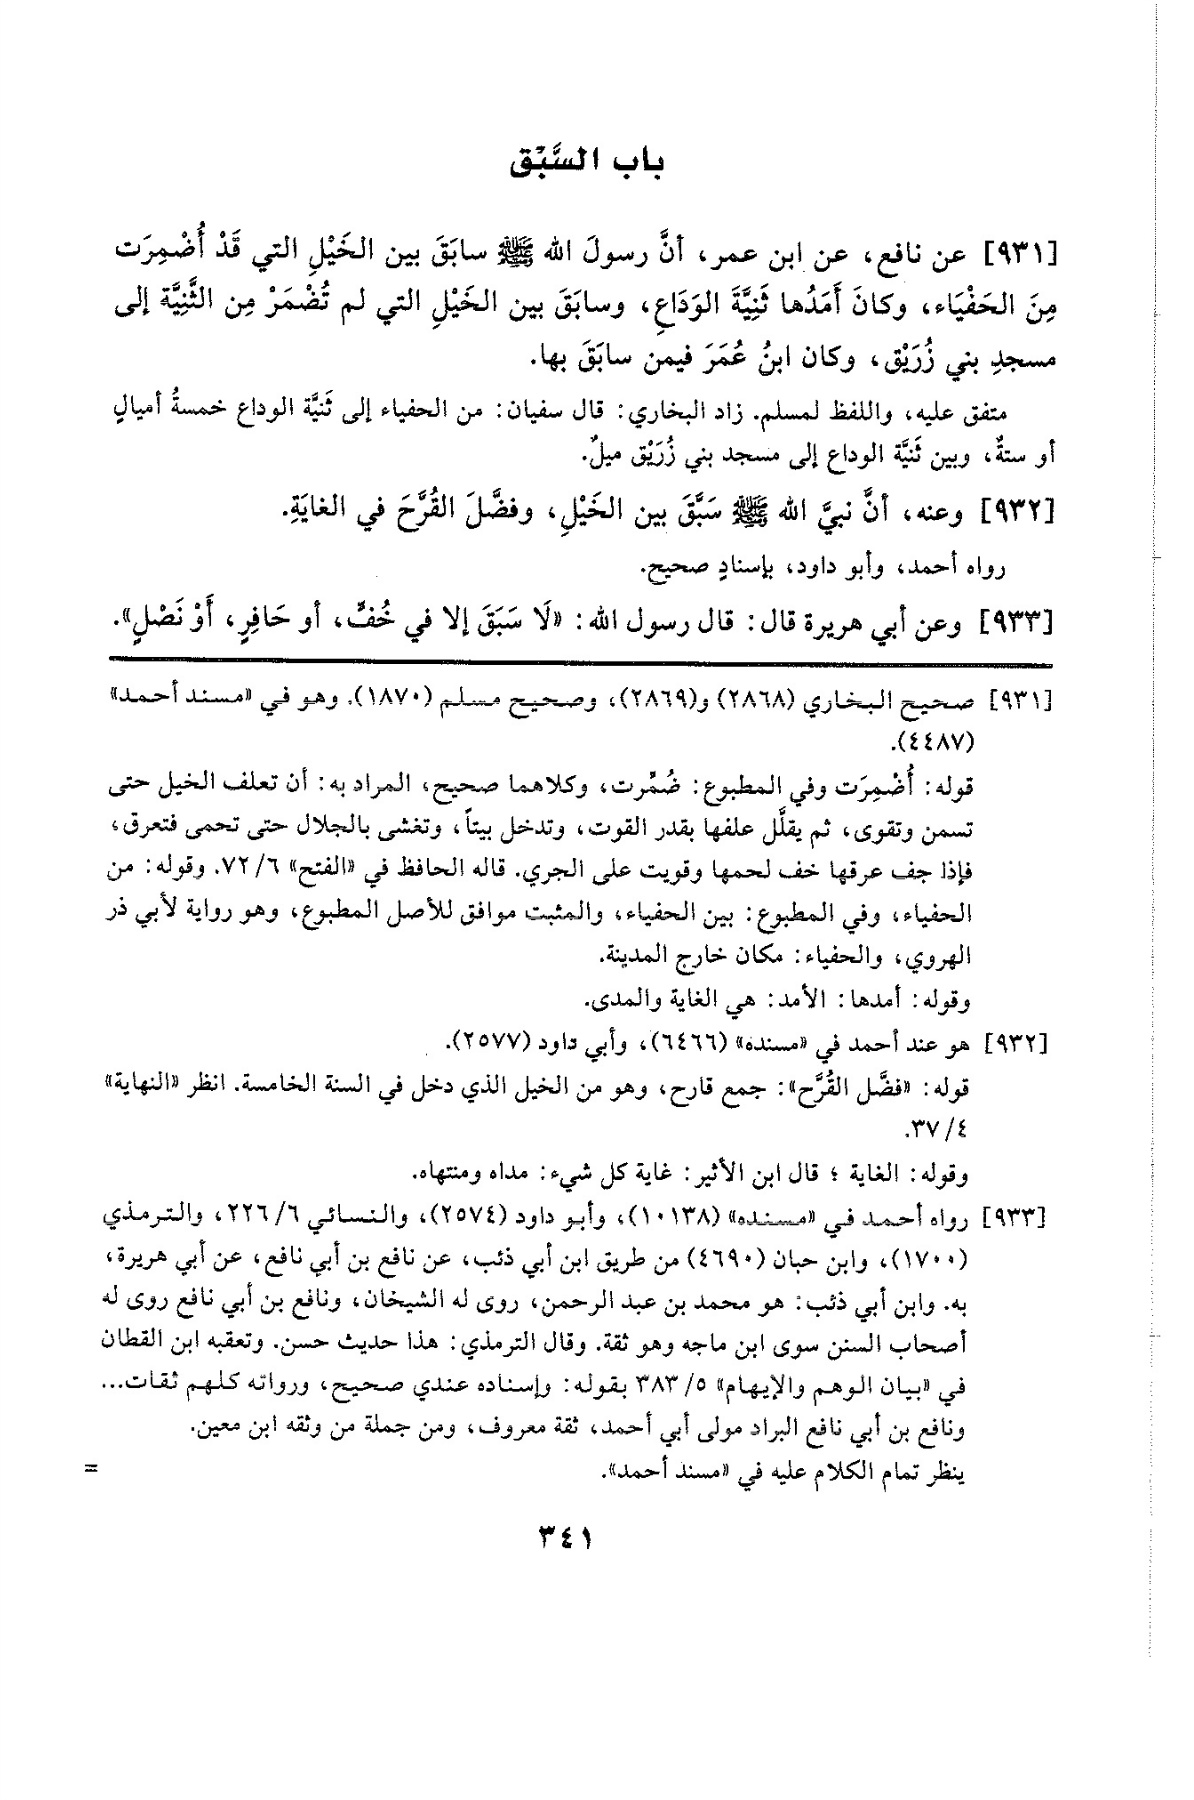 باب السَّبْق
[٩٣١] عن نافع، عن ابن عمر، أنَّ رسولَ الله ﷺ سابَقَ بين الخَيْلِ التي قَدْ أُضْمِرَت
مِنَ الحَفْيَاء، وكانَ أَمَدُها ثَنِيَّةَ الوَدَاعِ، وسابَقَ بين الخَيْلِ التي لم تُضْمَرْ مِن الثَّنِيَّة إلى
مسجدِ بني زُرَيْق، وكان ابنُ عُمَرَ فيمن سابَقَ بها.
متفق عليه، واللفظ لمسلم. زاد البخاري: قال سفيان: من الحفياء إلى ثَنيَّة الوداع خمسةُ أميالٍ
أو ستةٌ، وبين ثَنيَّة الوداع إلى مسجد بني زُرَيْق ميلٌ.
[٩٣٢] وعنه، أنَّ نبيَّ الله ﷺ سَبَّقَ بين الخَيْلِ، وفضَّلَ القُرَّحَ في الغايَةِ.
رواه أحمد، وأبو داود، بإسنادٍ صحيح.
[٩٣٣] وعن أبي هريرة قال: قال رسول الله: «لَا سَبَقَ إلا في خُفٍّ، أو حَافِرٍ، أَوْ نَصْلٍ».
[٩٣١] صحيح البخاري (٢٨٦٨) و(٢٨٦٩)، وصحيح مسلم (١٨٧٠). وهو في «مسند أحمد»
(٤٤٨٧).
قوله: أُضْمِرَت وفي المطبوع: ضُمِّرت، وكلاهما صحيح، المراد به: أن تعلف الخيل حتى
تسمن وتقوى، ثم يقلَّل علفها بقدر القوت، وتدخل بيتاً، وتغشى بالجلال حتى تحمى فتعرق،
فإذا جف عرقها خف لحمها وقويت على الجري. قاله الحافظ في «الفتح» ٦/ ٧٢. وقوله: من
الحفياء، وفي المطبوع: بين الحفياء، والمثبت موافق للأصل المطبوع، وهو رواية لأبي ذر
الهروي، والحفياء: مكان خارج المدينة.
وقوله: أمدها: الأمد: هي الغاية والمدى.
[٩٣٢] هو عند أحمد في «مسنده» (٦٤٦٦)، وأبي داود (٢٥٧٧).
قوله: «فضَّل القُرَّح»: جمع قارح، وهو من الخيل الذي دخل في السنة الخامسة. انظر «النهاية»
٤/ ٣٧.
وقوله: الغاية ؛ قال ابن الأثير: غاية كل شيء: مداه ومنتهاه.
[٩٣٣] رواه أحمد في «مسنده» (١٠١٣٨)، وأبو داود (٢٥٧٤)، والنسائي ٦/ ٢٢٦، والترمذي
(١٧٠٠)، وابن حبان (٤٦٩٠) من طريق ابن أبي ذئب، عن نافع بن أبي نافع، عن أبي هريرة،
به. وابن أبي ذئب: هو محمد بن عبد الرحمن، روى له الشيخان، ونافع بن أبي نافع روى له
أصحاب السنن سوى ابن ماجه وهو ثقة. وقال الترمذي: هذا حديث حسن. وتعقبه ابن القطان
في «بيان الوهم والإيهام» ٥/ ٣٨٣ بقوله: وإسناده عندي صحيح، ورواته كلهم ثقات...
ونافع بن أبي نافع البراد مولى أبي أحمد، ثقة معروف، ومن جملة من وثقه ابن معين.
ينظر تمام الكلام عليه في «مسند أحمد».
=
٣٤١